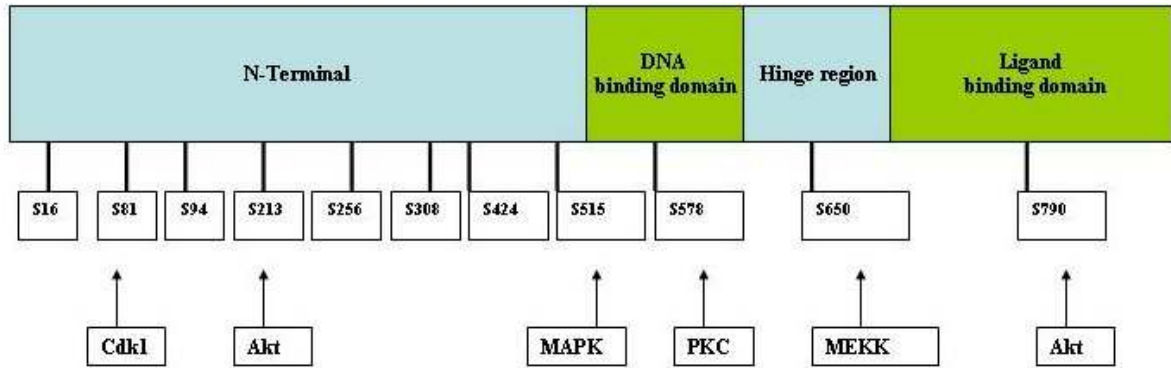 N-Terminal
DNA
binding domain
Hinge region
Ligand
binding domain
S16
S81
S94
S213
S256
S308
S424
S515
S578
S650
S790
Cdk1
Akt
MAPK
PKC
MEKK
Akt